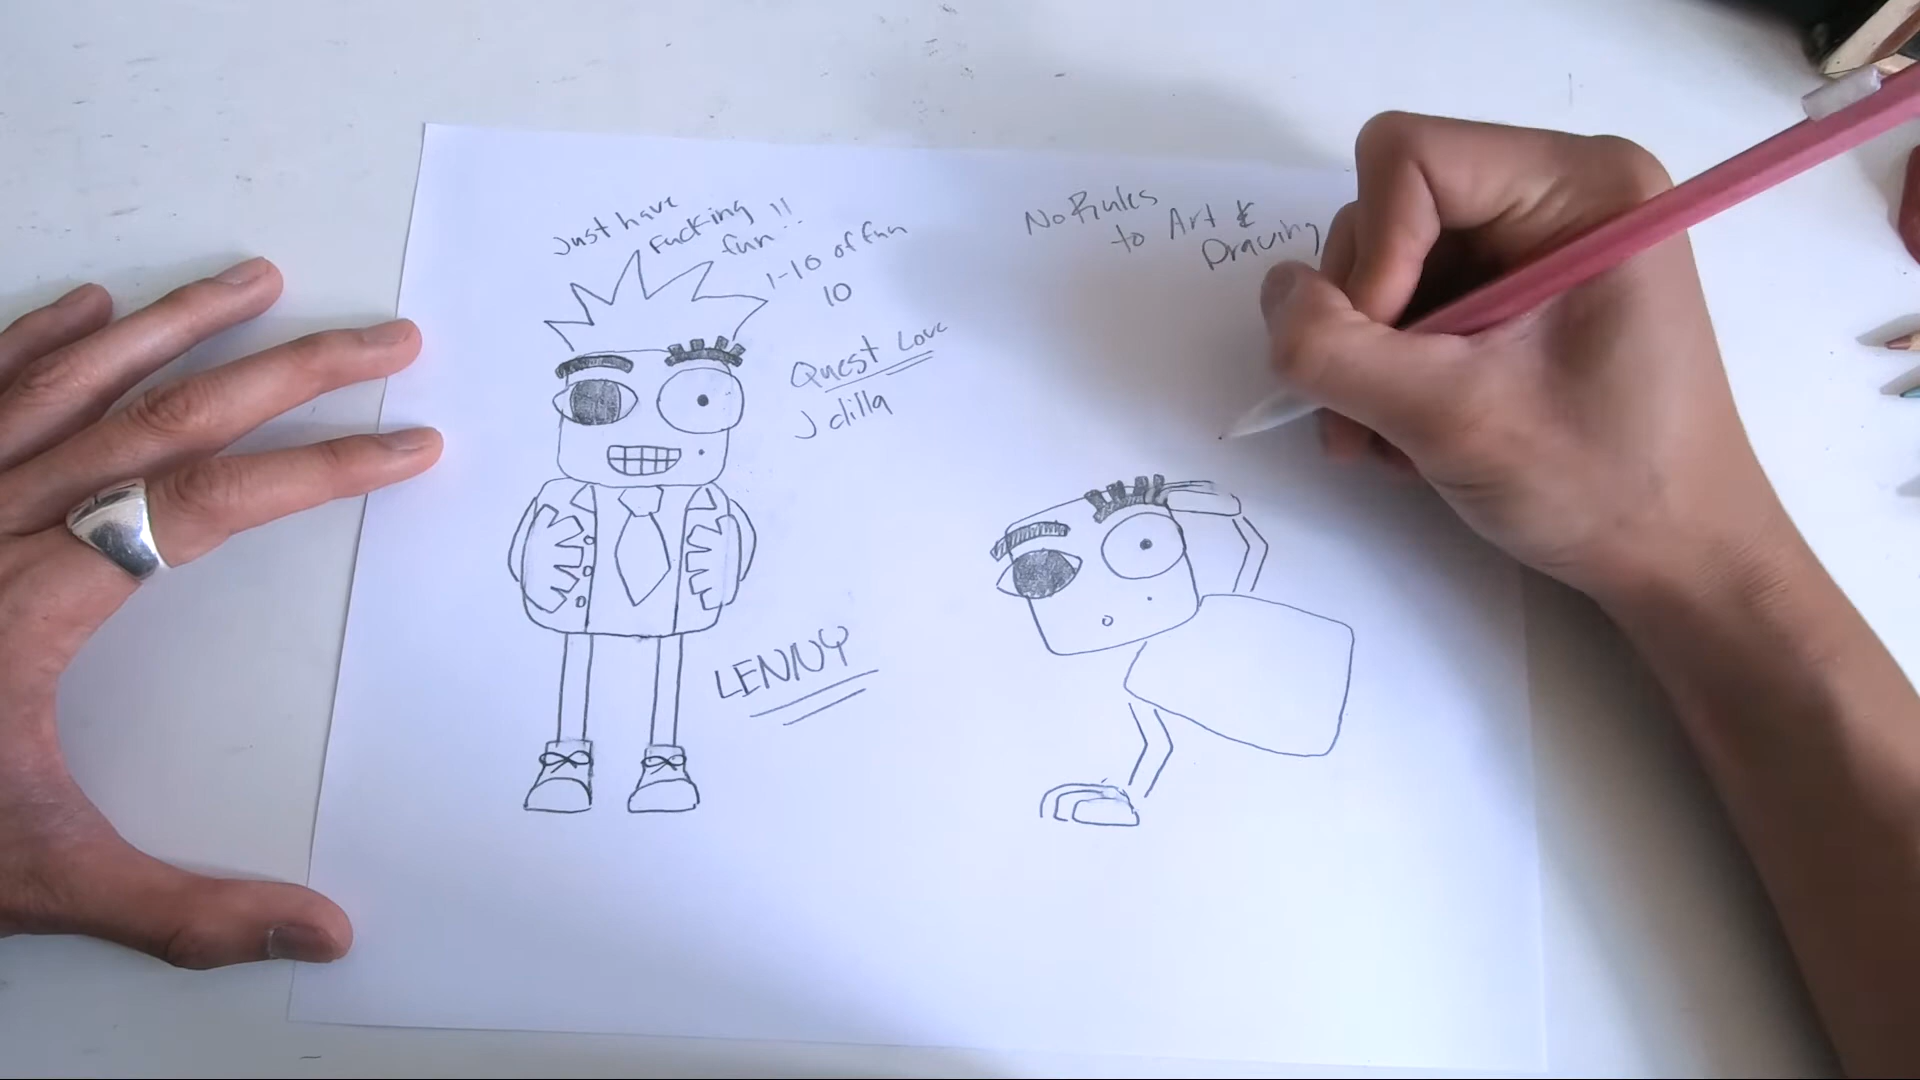 Just have
Fucking
fun!!
1-10 of fun
10
Quest Love
J dilla
LENNY
No Rules
to Art &
Drawing